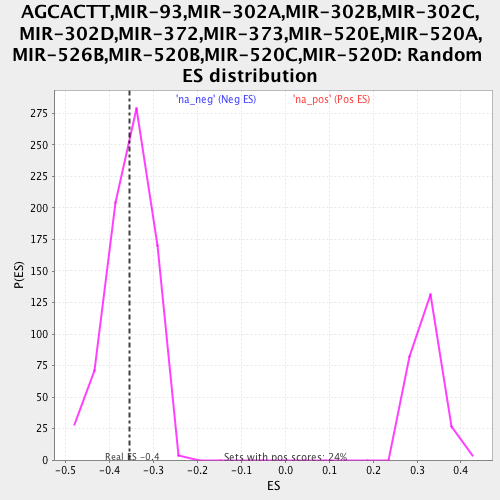 AGCACTT,MIR-93,MIR-302A,MIR-302B,MIR-302C,
MIR-302D,MIR-372,MIR-373,MIR-520E,MIR-520A,
MIR-526B,MIR-520B,MIR-520C,MIR-520D: Random
ES distribution
'na_neg' (Neg ES) 'na_pos' (Pos ES)
275
250
225
200
175
150
125
100
75
50
25
0
P(ES)
Real ES -0.4 Sets with pos scores: 24%
-0.5 -0.4 -0.3 -0.2 -0.1 0.0 0.1 0.2 0.3 0.4
ES